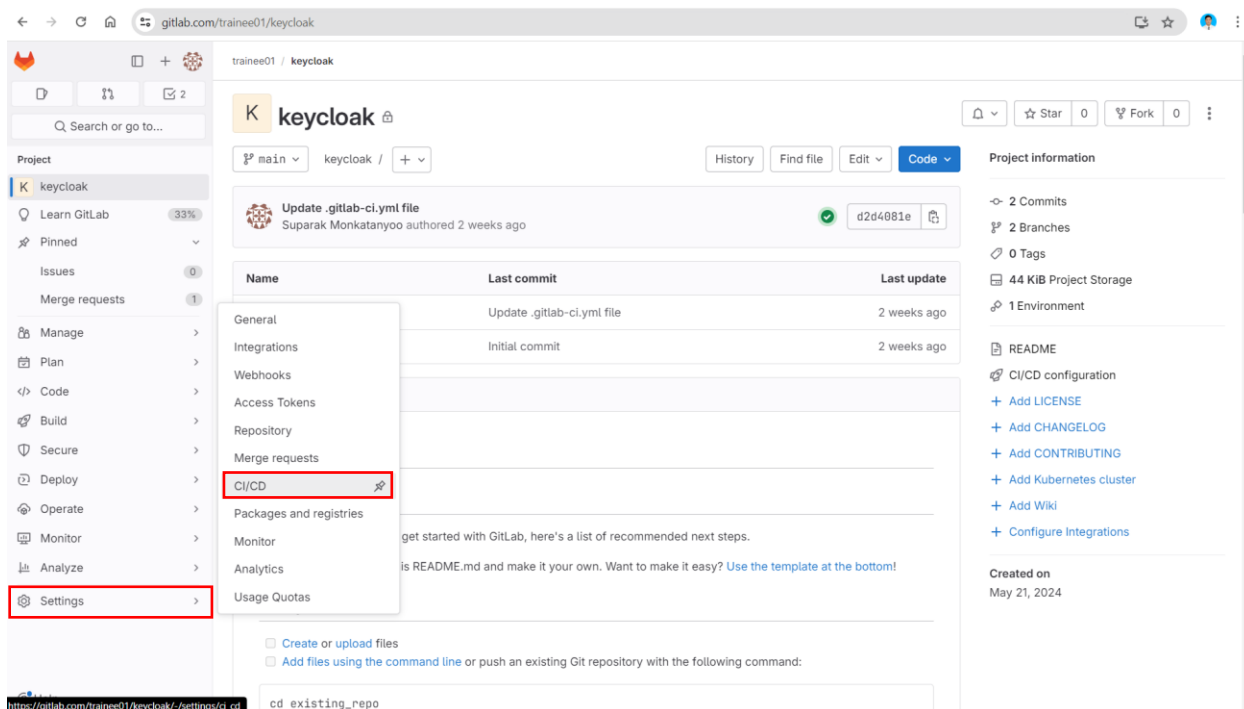 gitlab.com/trainee01/keycloak
trainee01 / keycloak
2
Search or go to...
Project
K keycloak
Learn GitLab 33%
Pinned
Issues 0
Merge requests 1
Manage
Plan
Code
Build
Secure
Deploy
Operate
Monitor
Analyze
Settings
https://gitlab.com/trainee01/keycloak/-/settings/ci_cd
General
Integrations
Webhooks
Access Tokens
Repository
Merge requests
CI/CD
Packages and registries
Monitor
Analytics
Usage Quotas
K keycloak
Star 0 Fork 0
main keycloak / + History Find file Edit Code
Update .gitlab-ci.yml file
Suparak Monkatanyoo authored 2 weeks ago
d2d4081e
Name Last commit Last update
Update .gitlab-ci.yml file 2 weeks ago
Initial commit 2 weeks ago
get started with GitLab, here's a list of recommended next steps.
is README.md and make it your own. Want to make it easy? Use the template at the bottom!
Create or upload files
Add files using the command line or push an existing Git repository with the following command:
cd existing_repo
Project information
2 Commits
2 Branches
0 Tags
44 KiB Project Storage
1 Environment
README
CI/CD configuration
+ Add LICENSE
+ Add CHANGELOG
+ Add CONTRIBUTING
+ Add Kubernetes cluster
+ Add Wiki
+ Configure Integrations
Created on
May 21, 2024